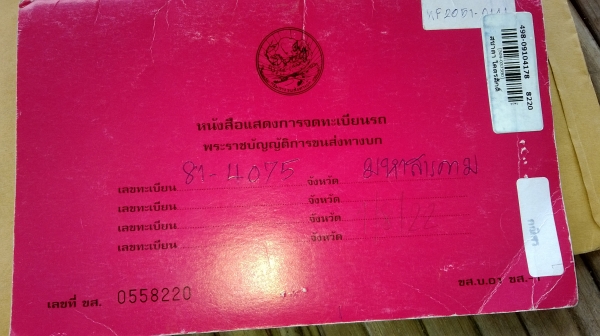 498-09104178 8220
หนังสือแสดงการจดทะเบียนรถ
พระราชบัญญัติการขนส่งทางบก
เลขทะเบียน 81-4075 จังหวัด มหาสารคาม
เลขทะเบียน จังหวัด
เลขทะเบียน จังหวัด
เลขทะเบียน จังหวัด
เลขที่ ขส. 0558220
ขส.บ.01 ขส.